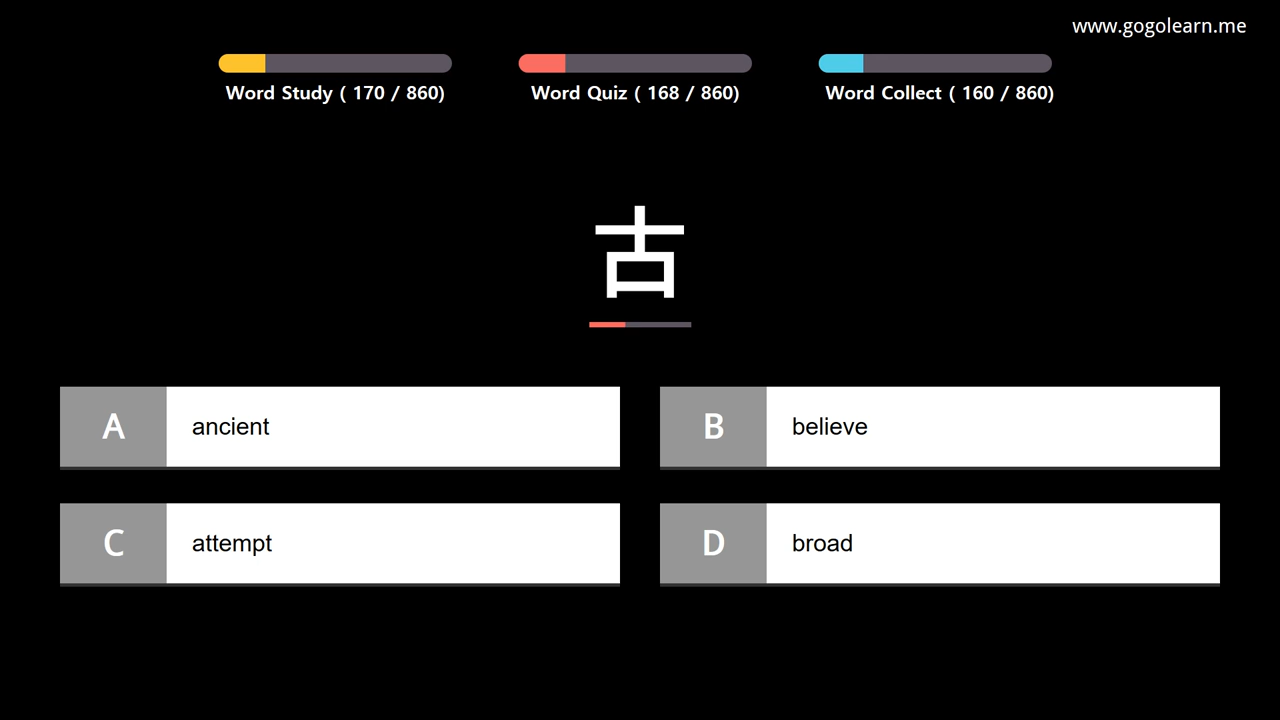 www.gogolearn.me
Word Study ( 170 / 860)
Word Quiz ( 168 / 860)
Word Collect ( 160 / 860)
古
A ancient
B believe
C attempt
D broad